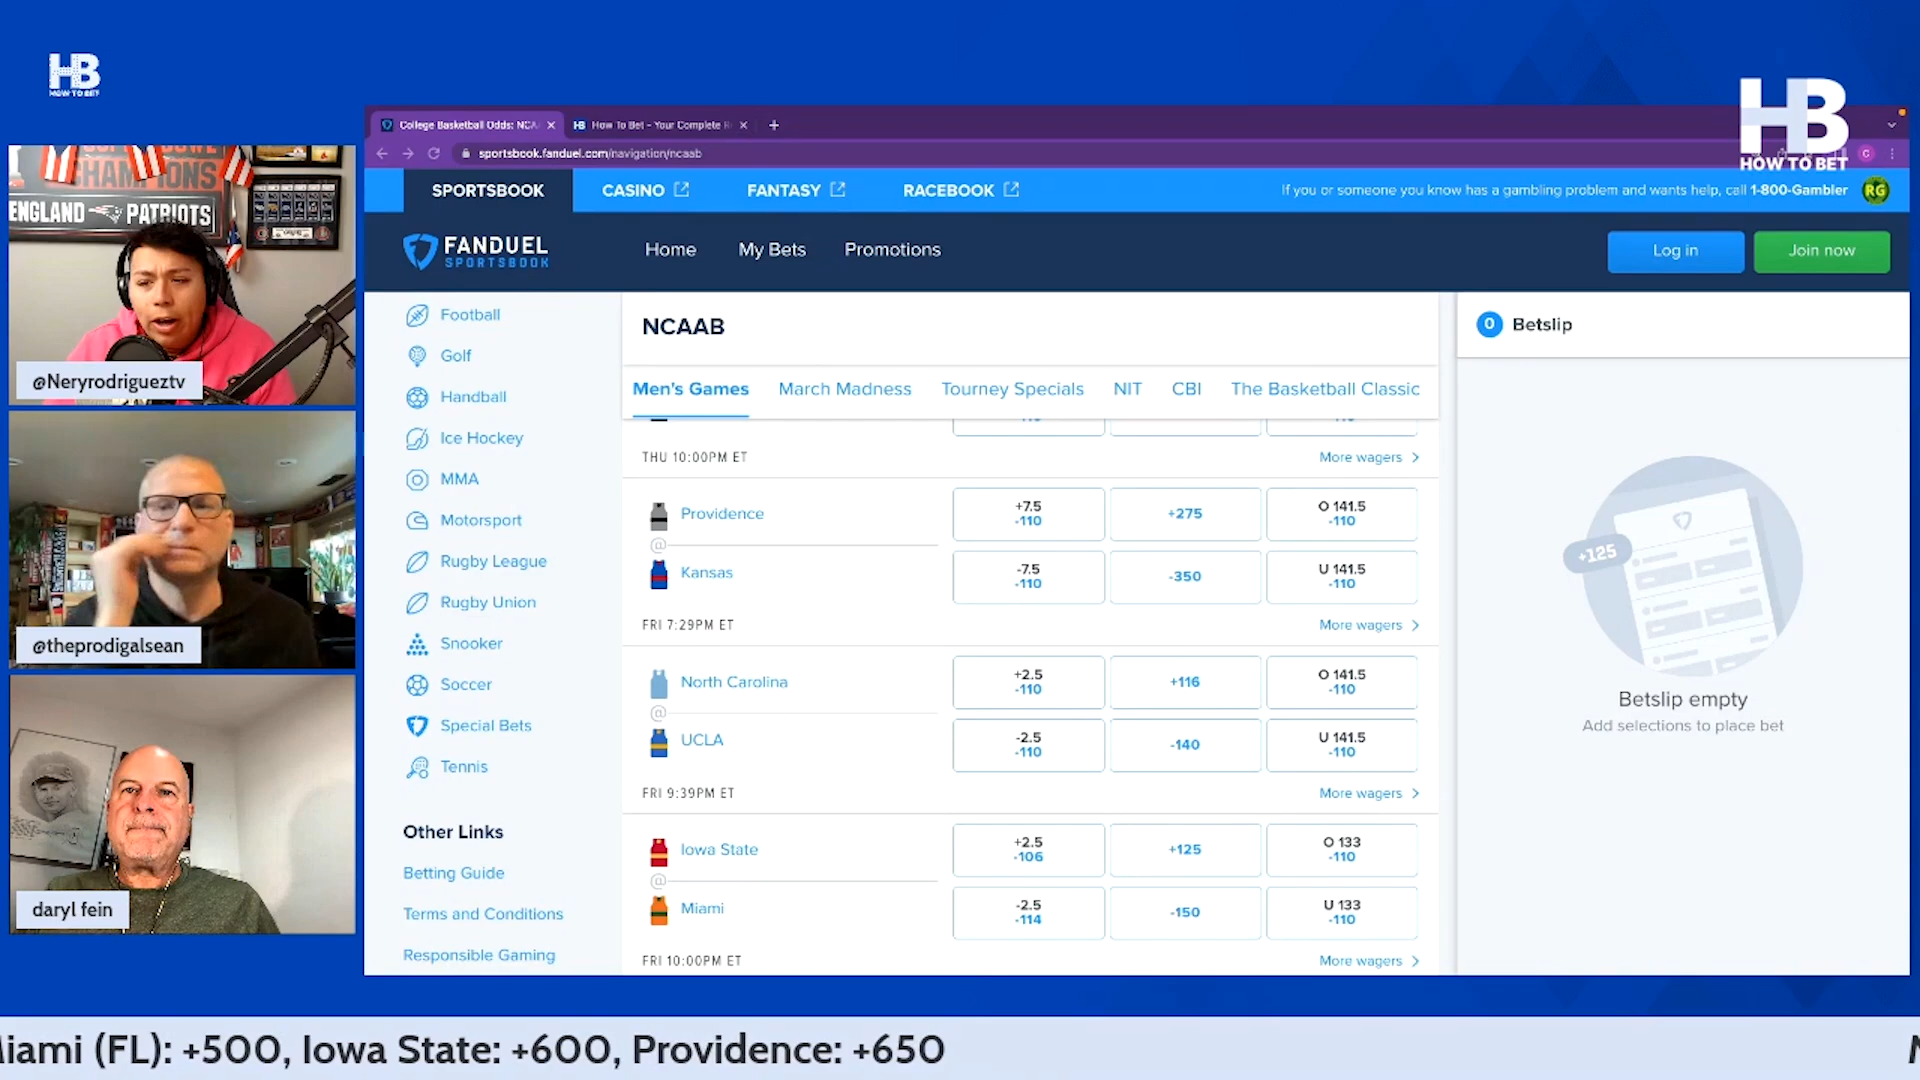 HB
HOW TO BET
HB
HOW TO BET
College Basketball Odds: NCA
How To Bet - Your Complete R
sportsbook.fanduel.com/navigation/ncaab
SPORTSBOOK
CASINO
FANTASY
RACEBOOK
If you or someone you know has a gambling problem and wants help, call 1-800-Gambler
RG
FANDUEL
SPORTSBOOK
Home
My Bets
Promotions
Log in
Join now
CHAMPIONS
ENGLAND PATRIOTS
@Neryrodrigueztv
@theprodigalsean
daryl fein
Football
Golf
Handball
Ice Hockey
MMA
Motorsport
Rugby League
Rugby Union
Snooker
Soccer
Special Bets
Tennis
Other Links
Betting Guide
Terms and Conditions
Responsible Gaming
NCAAB
Men's Games
March Madness
Tourney Specials
NIT
CBI
The Basketball Classic
THU 10:00PM ET
More wagers >
Providence
+7.5
-110
+275
O 141.5
-110
@
Kansas
-7.5
-110
-350
U 141.5
-110
FRI 7:29PM ET
More wagers >
North Carolina
+2.5
-110
+116
O 141.5
-110
@
UCLA
-2.5
-110
-140
U 141.5
-110
FRI 9:39PM ET
More wagers >
Iowa State
+2.5
-106
+125
O 133
-110
@
Miami
-2.5
-114
-150
U 133
-110
FRI 10:00PM ET
More wagers >
0 Betslip
+125
Betslip empty
Add selections to place bet
Miami (FL): +500, Iowa State: +600, Providence: +650